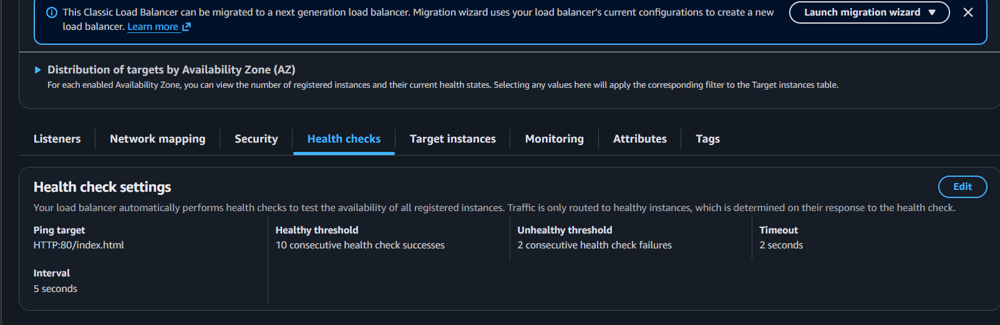 This Classic Load Balancer can be migrated to a next generation load balancer. Migration wizard uses your load balancer's current configurations to create a new
load balancer. Learn more
Launch migration wizard
Distribution of targets by Availability Zone (AZ)
For each enabled Availability Zone, you can view the number of registered instances and their current health states. Selecting any values here will apply the corresponding filter to the Target instances table.
Listeners
Network mapping
Security
Health checks
Target instances
Monitoring
Attributes
Tags
Health check settings
Edit
Your load balancer automatically performs health checks to test the availability of all registered instances. Traffic is only routed to healthy instances, which is determined on their response to the health check.
Ping target
HTTP:80/index.html
Healthy threshold
10 consecutive health check successes
Unhealthy threshold
2 consecutive health check failures
Timeout
2 seconds
Interval
5 seconds